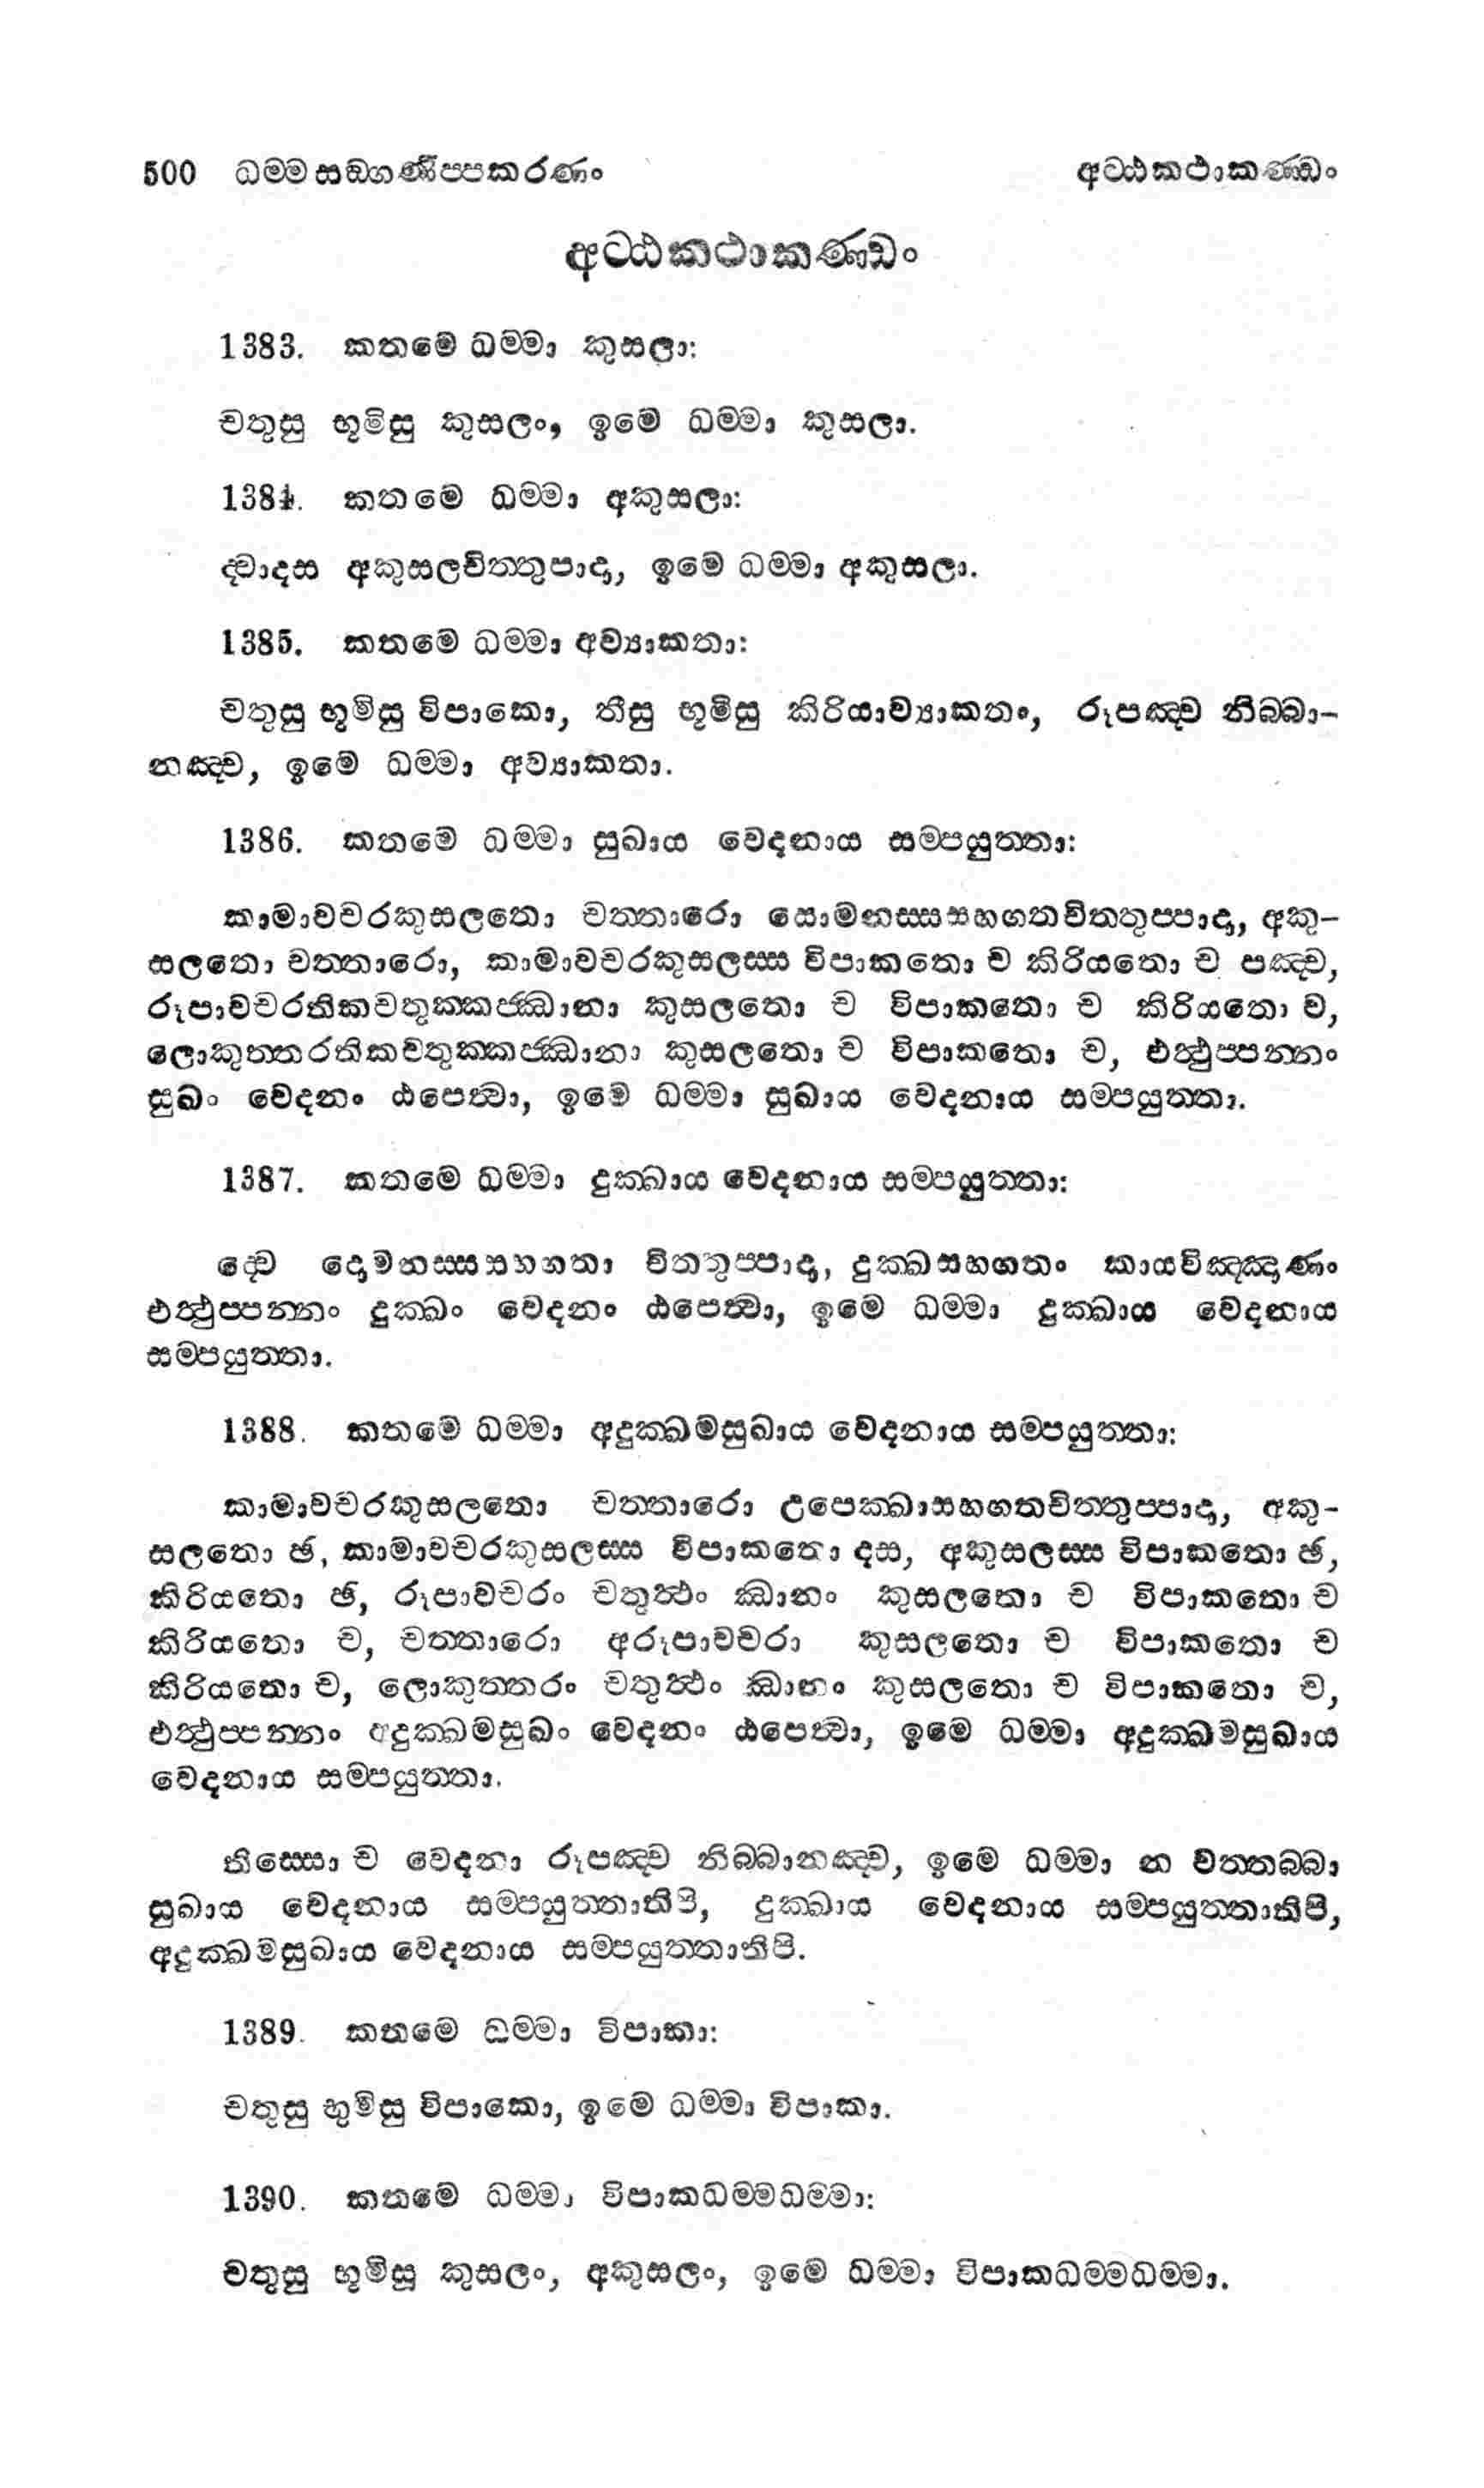 500 ධම්මසඞ්ගණිප්පකරණං අට්ඨකථාකණ්ඩං
අට්ඨකථාකණ්ඩං
1383. කතමෙ ධම්මා කුසලා:
චතුසු භූමිසු කුසලං, ඉමෙ ධම්මා කුසලා.
1384. කතමෙ ධම්මා අකුසලා:
ද්වාදස අකුසලචිත්තුපාදා, ඉමෙ ධම්මා අකුසලා.
1385. කතමෙ ධම්මා අව්‍යාකතා:
චතුසු භූමිසු විපාකො, තීසු භූමිසු කිරියාව්‍යාකතං, රූපඤ්ච නිබ්බා-
නඤ්ච, ඉමෙ ධම්මා අව්‍යාකතා.
1386. කතමෙ ධම්මා සුඛාය වෙදනාය සම්පයුත්තා:
කාමාවචරකුසලතො චත්තාරො සොමනස්සසහගතචිත්තුප්පාදා, අකු-
සලතො චත්තාරො, කාමාවචරකුසලස්ස විපාකතො ච කිරියතො ච පඤ්ච,
රූපාවචරතිකචතුක්කජ්ඣානා කුසලතො ච විපාකතො ච කිරියතො ච,
ලොකුත්තරතිකචතුක්කජ්ඣානා කුසලතො ච විපාකතො ච, එත්ථුප්පන්නං
සුඛං වෙදනං ඨපෙත්වා, ඉමෙ ධම්මා සුඛාය වෙදනාය සම්පයුත්තා.
1387. කතමෙ ධම්මා දුක්ඛාය වෙදනාය සම්පයුත්තා:
ද්වෙ දොමනස්සසහගතා චිත්තුප්පාදා, දුක්ඛසහගතං කායවිඤ්ඤාණං
එත්ථුප්පන්නං දුක්ඛං වෙදනං ඨපෙත්වා, ඉමෙ ධම්මා දුක්ඛාය වෙදනාය
සම්පයුත්තා.
1388. කතමෙ ධම්මා අදුක්ඛමසුඛාය වෙදනාය සම්පයුත්තා:
කාමාවචරකුසලතො චත්තාරො උපෙක්ඛාසහගතචිත්තුප්පාදා, අකු-
සලතො ඡ, කාමාවචරකුසලස්ස විපාකතො දස, අකුසලස්ස විපාකතො ඡ,
කිරියතො ඡ, රූපාවචරං චතුත්ථං ඣානං කුසලතො ච විපාකතො ච
කිරියතො ච, චත්තාරො අරූපාවචරා කුසලතො ච විපාකතො ච
කිරියතො ච, ලොකුත්තරං චතුත්ථං ඣානං කුසලතො ච විපාකතො ච,
එත්ථුප්පන්නං අදුක්ඛමසුඛං වෙදනං ඨපෙත්වා, ඉමෙ ධම්මා අදුක්ඛමසුඛාය
වෙදනාය සම්පයුත්තා.
තිස්සො ච වෙදනා රූපඤ්ච නිබ්බානඤ්ච, ඉමෙ ධම්මා න වත්තබ්බා
සුඛාය වෙදනාය සම්පයුත්තාතිපි, දුක්ඛාය වෙදනාය සම්පයුත්තාතිපි,
අදුක්ඛමසුඛාය වෙදනාය සම්පයුත්තාතිපි.
1389. කතමෙ ධම්මා විපාකා:
චතුසු භුමිසු විපාකො, ඉමෙ ධම්මා විපාකා.
1390. කතමෙ ධම්මා විපාකධම්මධම්මා:
චතුසු භූමිසූ කුසලං, අකුසලං, ඉමෙ ධම්මා විපාකධම්මධම්මා.